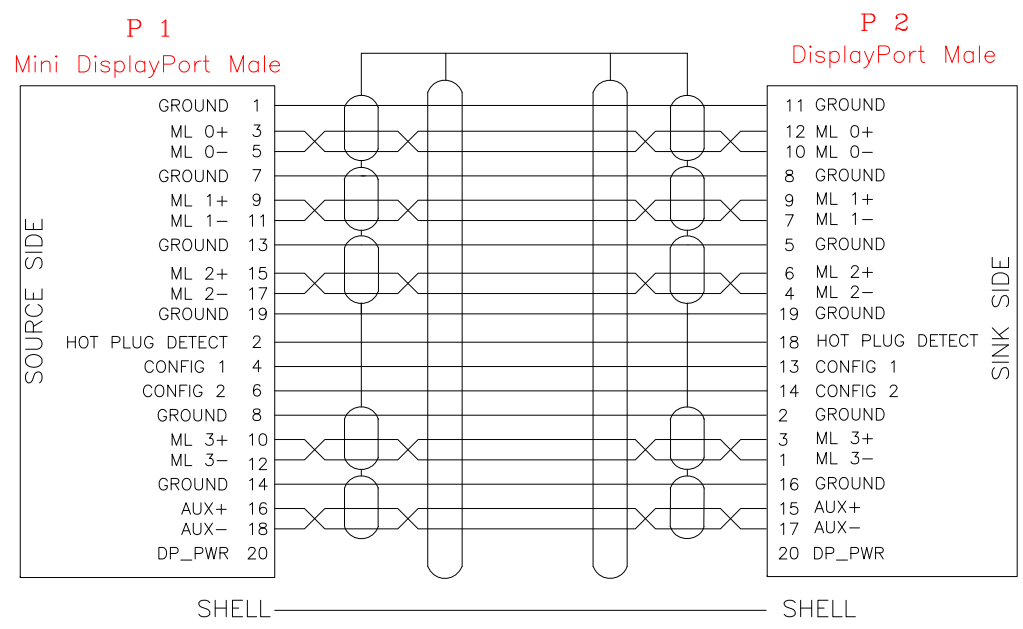 P 1
Mini DisplayPort Male
P 2
DisplayPort Male
SOURCE SIDE
GROUND 1
ML 0+ 3
ML 0- 5
GROUND 7
ML 1+ 9
ML 1- 11
GROUND 13
ML 2+ 15
ML 2- 17
GROUND 19
HOT PLUG DETECT 2
CONFIG 1 4
CONFIG 2 6
GROUND 8
ML 3+ 10
ML 3- 12
GROUND 14
AUX+ 16
AUX- 18
DP_PWR 20
SHELL
11 GROUND
12 ML 0+
10 ML 0-
8 GROUND
9 ML 1+
7 ML 1-
5 GROUND
6 ML 2+
4 ML 2-
19 GROUND
18 HOT PLUG DETECT
13 CONFIG 1
14 CONFIG 2
2 GROUND
3 ML 3+
1 ML 3-
16 GROUND
15 AUX+
17 AUX-
20 DP_PWR
SHELL
SINK SIDE